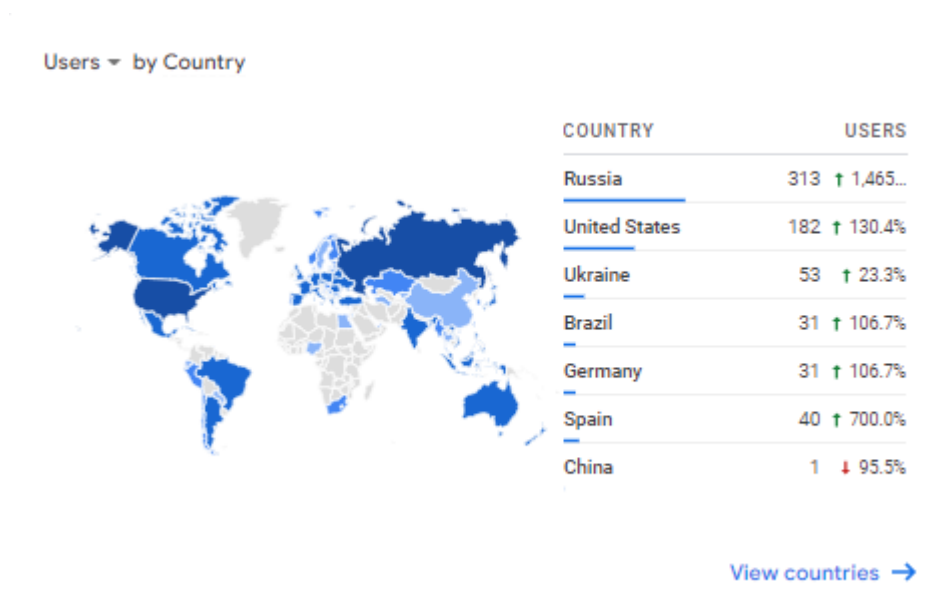 Users by Country
COUNTRY USERS
Russia 313 ↑ 1,465...
United States 182 ↑ 130.4%
Ukraine 53 ↑ 23.3%
Brazil 31 ↑ 106.7%
Germany 31 ↑ 106.7%
Spain 40 ↑ 700.0%
China 1 ↓ 95.5%
View countries →